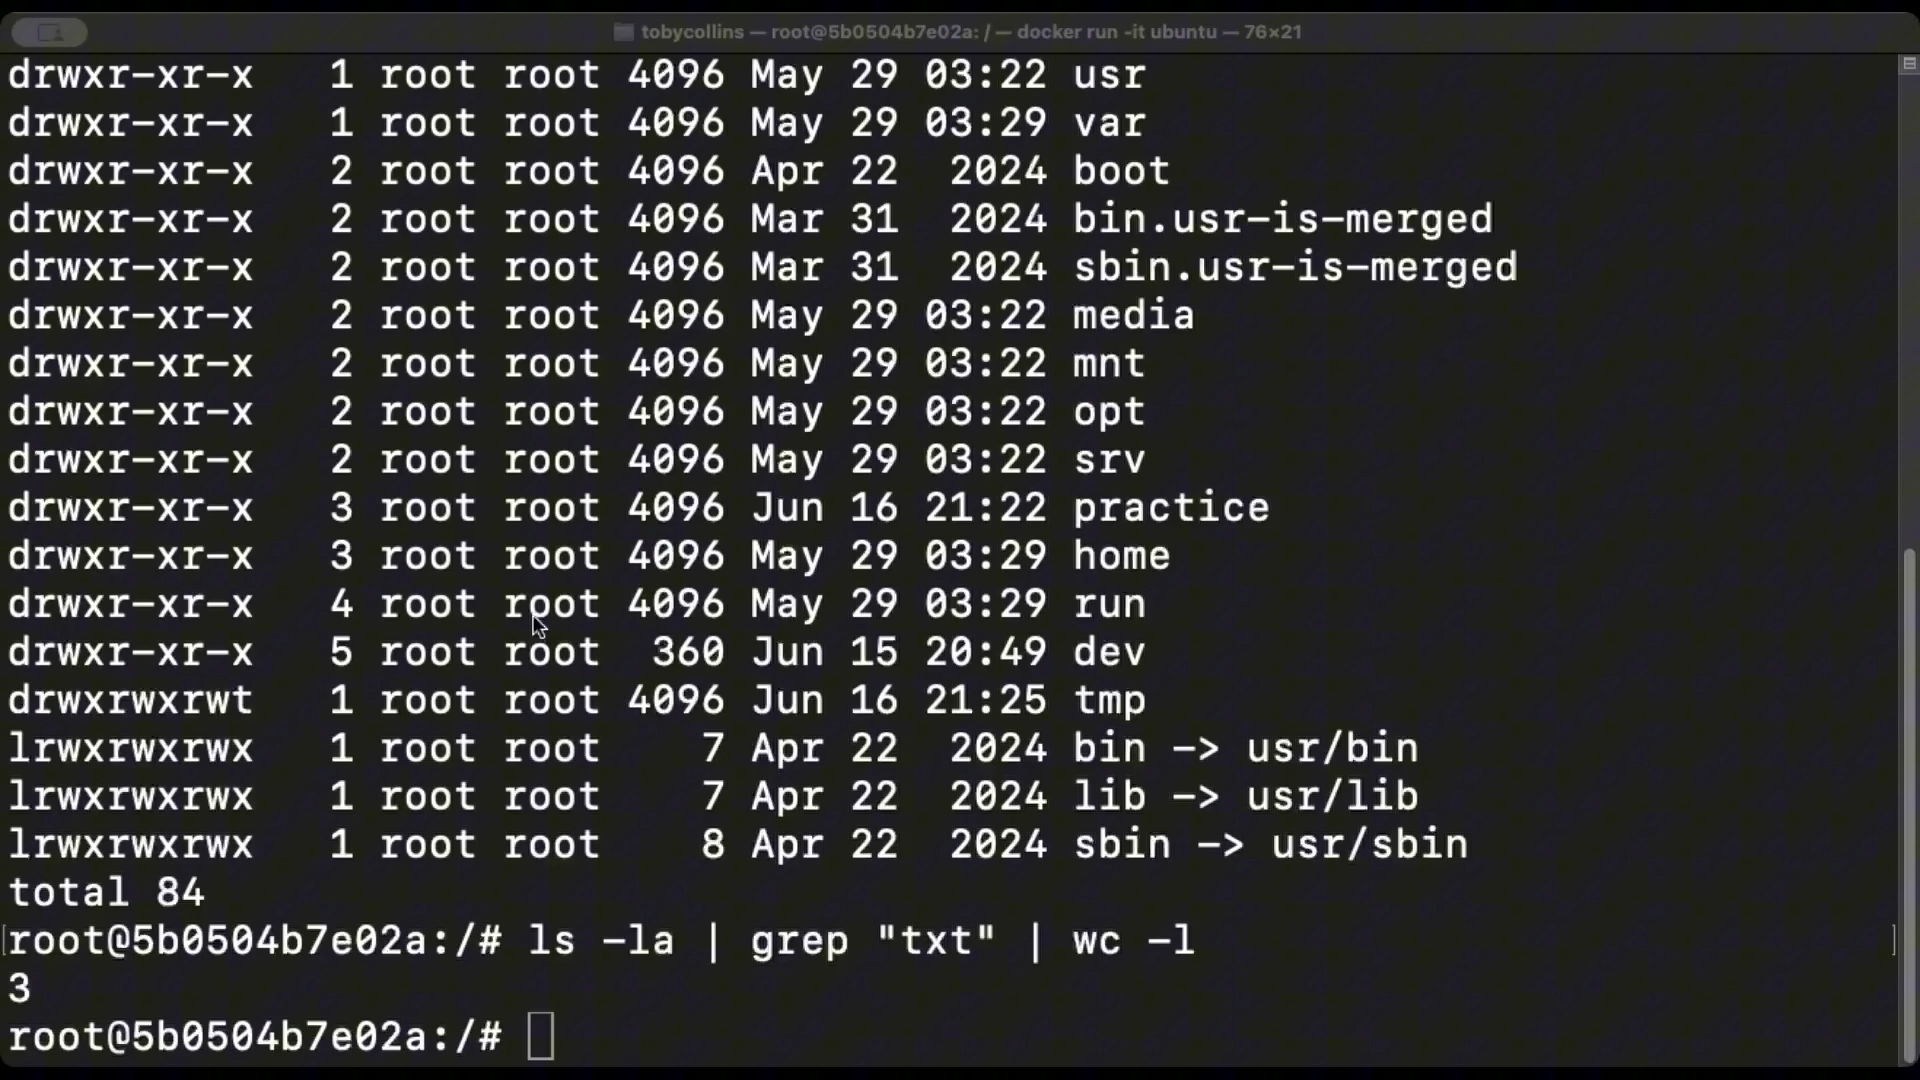 tobycollins — root@5b0504b7e02a: / — docker run -it ubuntu — 76×21
drwxr-xr-x   1 root root 4096 May 29 03:22 usr
drwxr-xr-x   1 root root 4096 May 29 03:29 var
drwxr-xr-x   2 root root 4096 Apr 22  2024 boot
drwxr-xr-x   2 root root 4096 Mar 31  2024 bin.usr-is-merged
drwxr-xr-x   2 root root 4096 Mar 31  2024 sbin.usr-is-merged
drwxr-xr-x   2 root root 4096 May 29 03:22 media
drwxr-xr-x   2 root root 4096 May 29 03:22 mnt
drwxr-xr-x   2 root root 4096 May 29 03:22 opt
drwxr-xr-x   2 root root 4096 May 29 03:22 srv
drwxr-xr-x   3 root root 4096 Jun 16 21:22 practice
drwxr-xr-x   3 root root 4096 May 29 03:29 home
drwxr-xr-x   4 root root 4096 May 29 03:29 run
drwxr-xr-x   5 root root  360 Jun 15 20:49 dev
drwxrwxrwt   1 root root 4096 Jun 16 21:25 tmp
lrwxrwxrwx   1 root root    7 Apr 22  2024 bin -> usr/bin
lrwxrwxrwx   1 root root    7 Apr 22  2024 lib -> usr/lib
lrwxrwxrwx   1 root root    8 Apr 22  2024 sbin -> usr/sbin
total 84
root@5b0504b7e02a:/# ls -la | grep "txt" | wc -l
3
root@5b0504b7e02a:/#